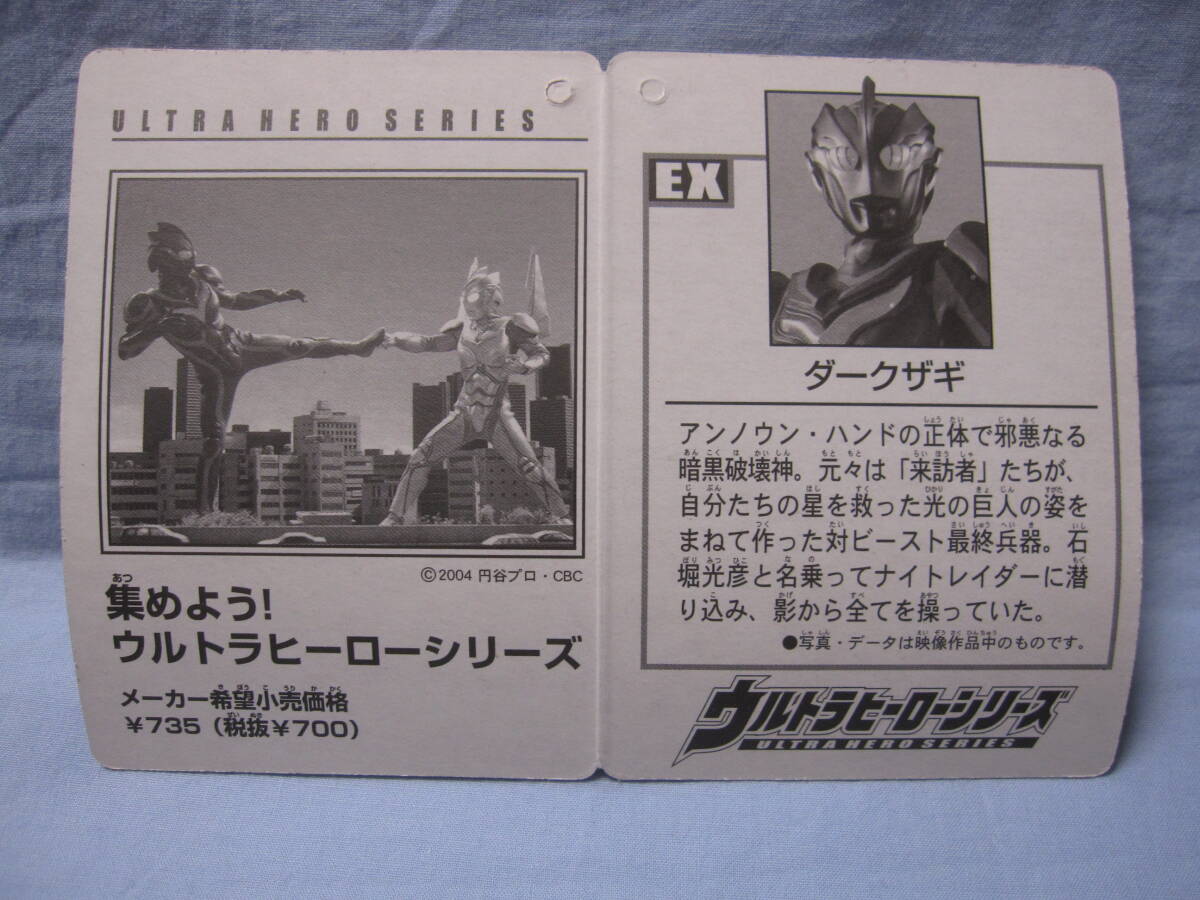 ULTRA HERO SERIES
©2004 円谷プロ・CBC
集めよう!
ウルトラヒーローシリーズ
メーカー希望小売価格
¥735(税抜¥700)
EX
ダークザギ
アンノウン・ハンドの正体で邪悪なる
暗黒破壊神。元々は「来訪者」たちが、
自分たちの星を救った光の巨人の姿を
まねて作った対ビースト最終兵器。石
堀光彦と名乗ってナイトレイダーに潜
り込み、影から全てを操っていた。
●写真・データは映像作品中のものです。
ウルトラヒーローシリーズ
ULTRA HERO SERIES